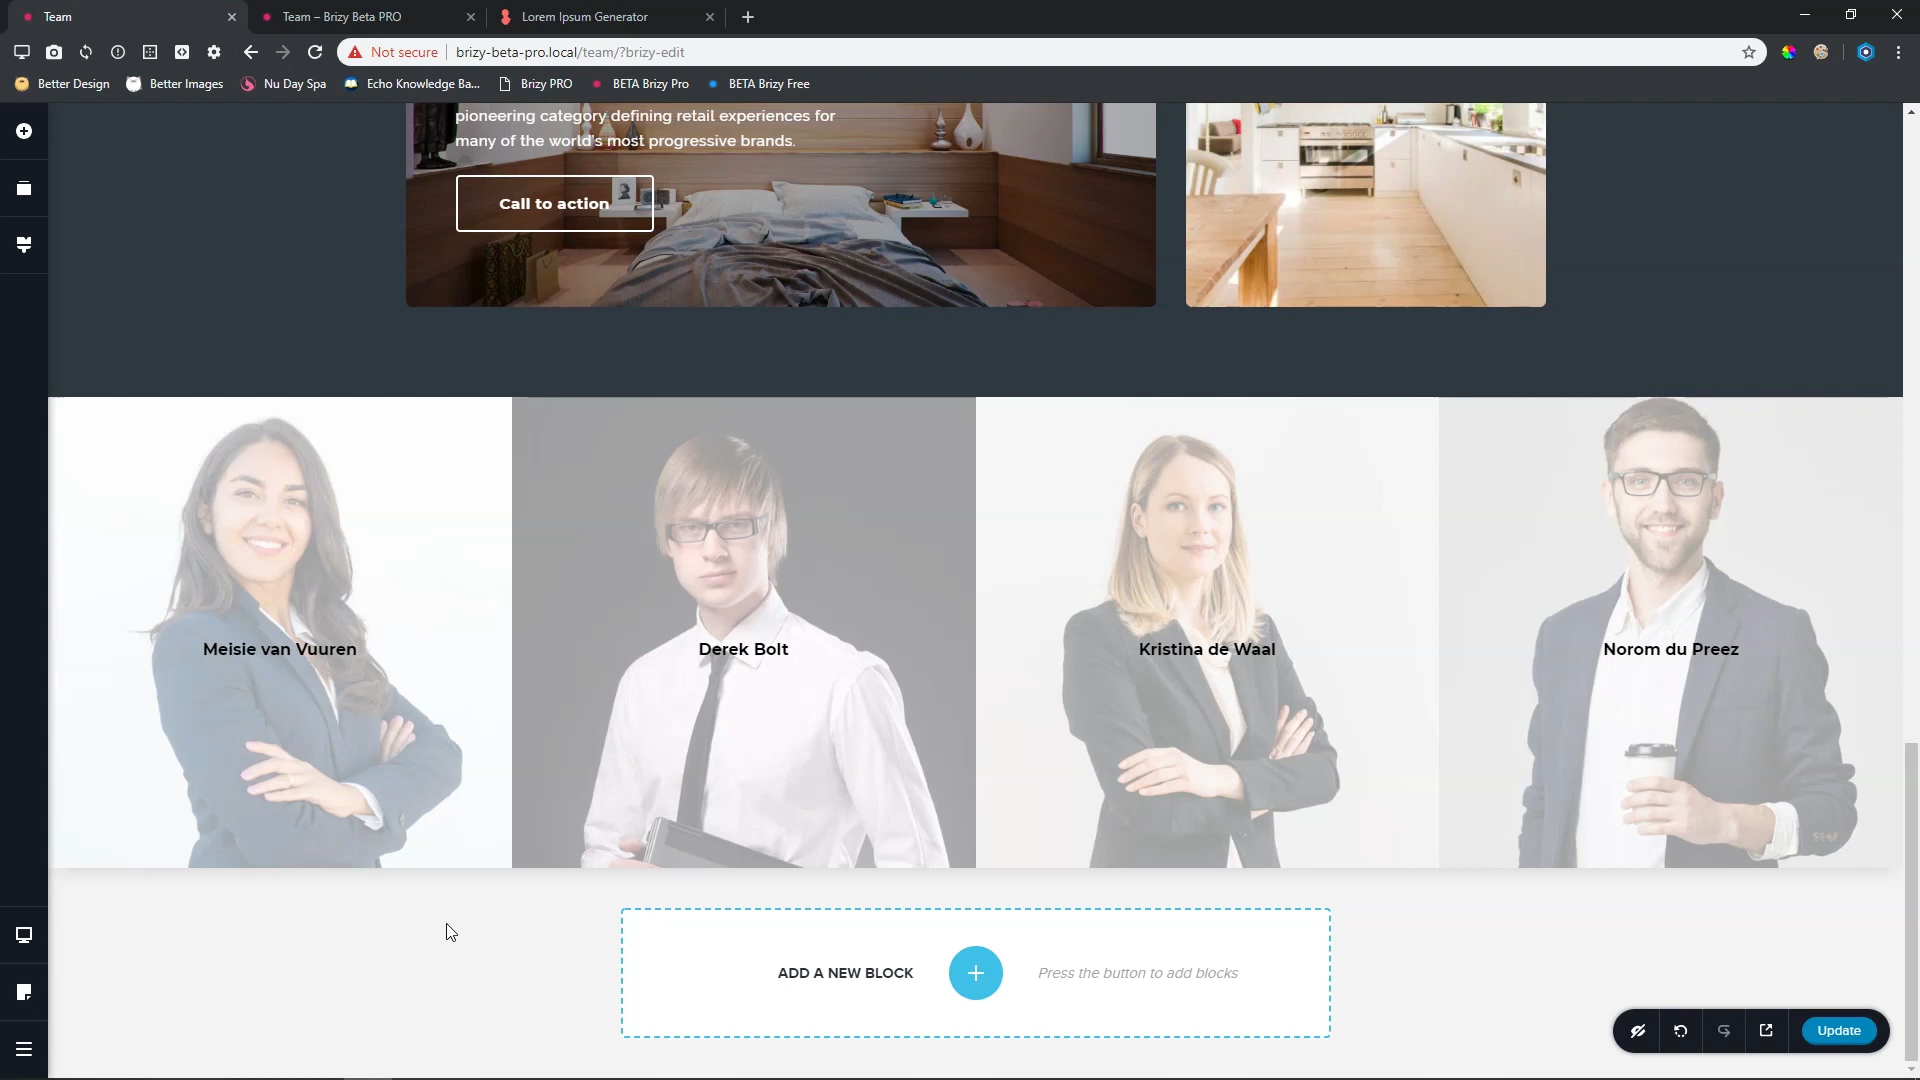 Team
Team – Brizy Beta PRO
Lorem Ipsum Generator
Not secure
brizy-beta-pro.local/team/?brizy-edit
Better Design
Better Images
Nu Day Spa
Echo Knowledge Ba...
Brizy PRO
BETA Brizy Pro
BETA Brizy Free
pioneering category defining retail experiences for
many of the world's most progressive brands.
Call to action
Meisie van Vuuren
Derek Bolt
Kristina de Waal
Norom du Preez
ADD A NEW BLOCK
Press the button to add blocks
Update